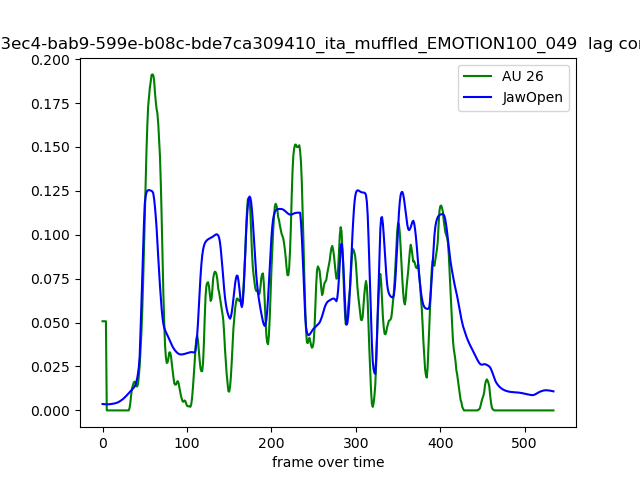 3ec4-bab9-599e-b08c-bde7ca309410_ita_muffled_EMOTION100_049 lag
0.200
0.175
0.150
0.125
0.100
0.075
0.050
0.025
0.000
AU 26
JawOpen
0 100 200 300 400 500
frame over time